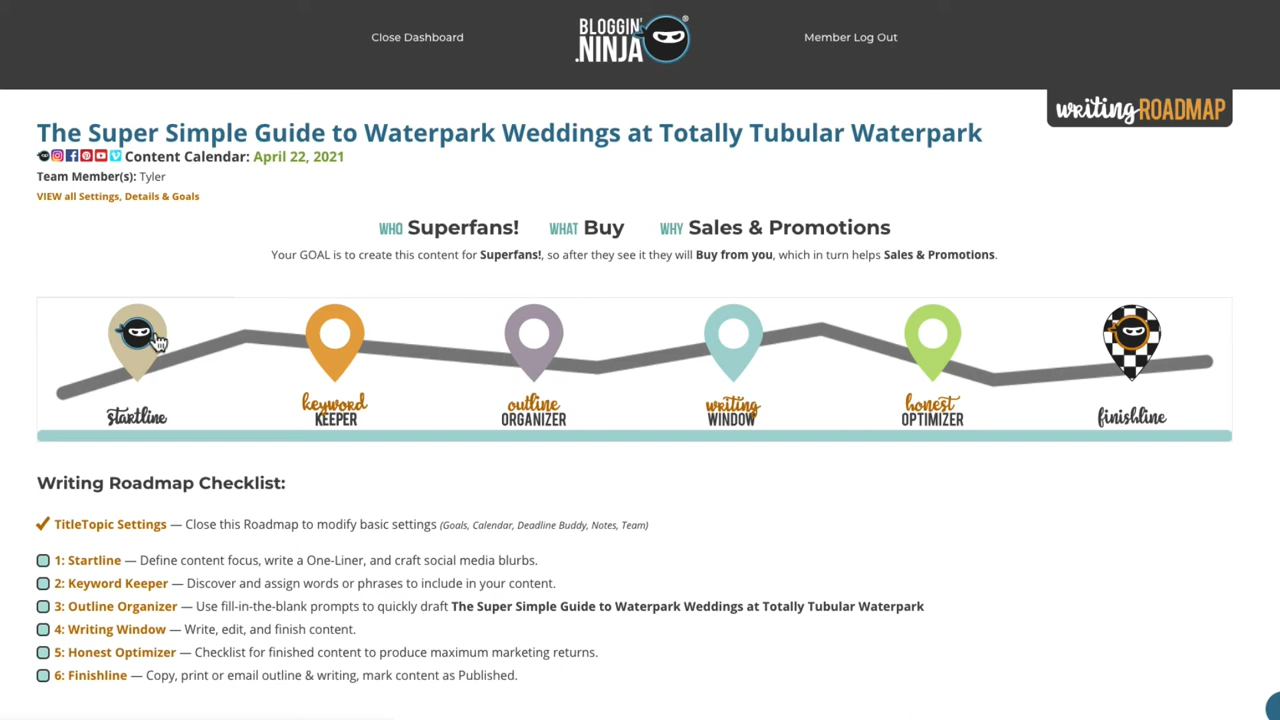 Close Dashboard
BLOGGIN'
.NINJA®
Member Log Out
writing ROADMAP
The Super Simple Guide to Waterpark Weddings at Totally Tubular Waterpark
Content Calendar: April 22, 2021
Team Member(s): Tyler
VIEW all Settings, Details & Goals
WHO Superfans! WHAT Buy WHY Sales & Promotions
Your GOAL is to create this content for Superfans!, so after they see it they will Buy from you, which in turn helps Sales & Promotions.
startline
keyword
KEEPER
outline
ORGANIZER
writing
WINDOW
honest
OPTIMIZER
finishline
Writing Roadmap Checklist:
TitleTopic Settings — Close this Roadmap to modify basic settings (Goals, Calendar, Deadline Buddy, Notes, Team)
1: Startline — Define content focus, write a One-Liner, and craft social media blurbs.
2: Keyword Keeper — Discover and assign words or phrases to include in your content.
3: Outline Organizer — Use fill-in-the-blank prompts to quickly draft The Super Simple Guide to Waterpark Weddings at Totally Tubular Waterpark
4: Writing Window — Write, edit, and finish content.
5: Honest Optimizer — Checklist for finished content to produce maximum marketing returns.
6: Finishline — Copy, print or email outline & writing, mark content as Published.